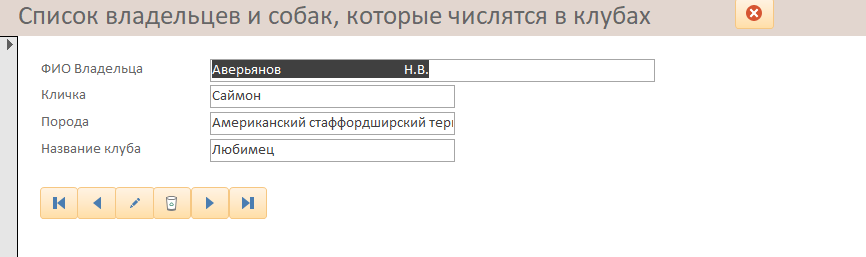 Список владельцев и собак, которые числятся в клубах
ФИО Владельца Аверьянов Н.В.
Кличка Саймон
Порода Американский стаффордширский тер
Название клуба Любимец